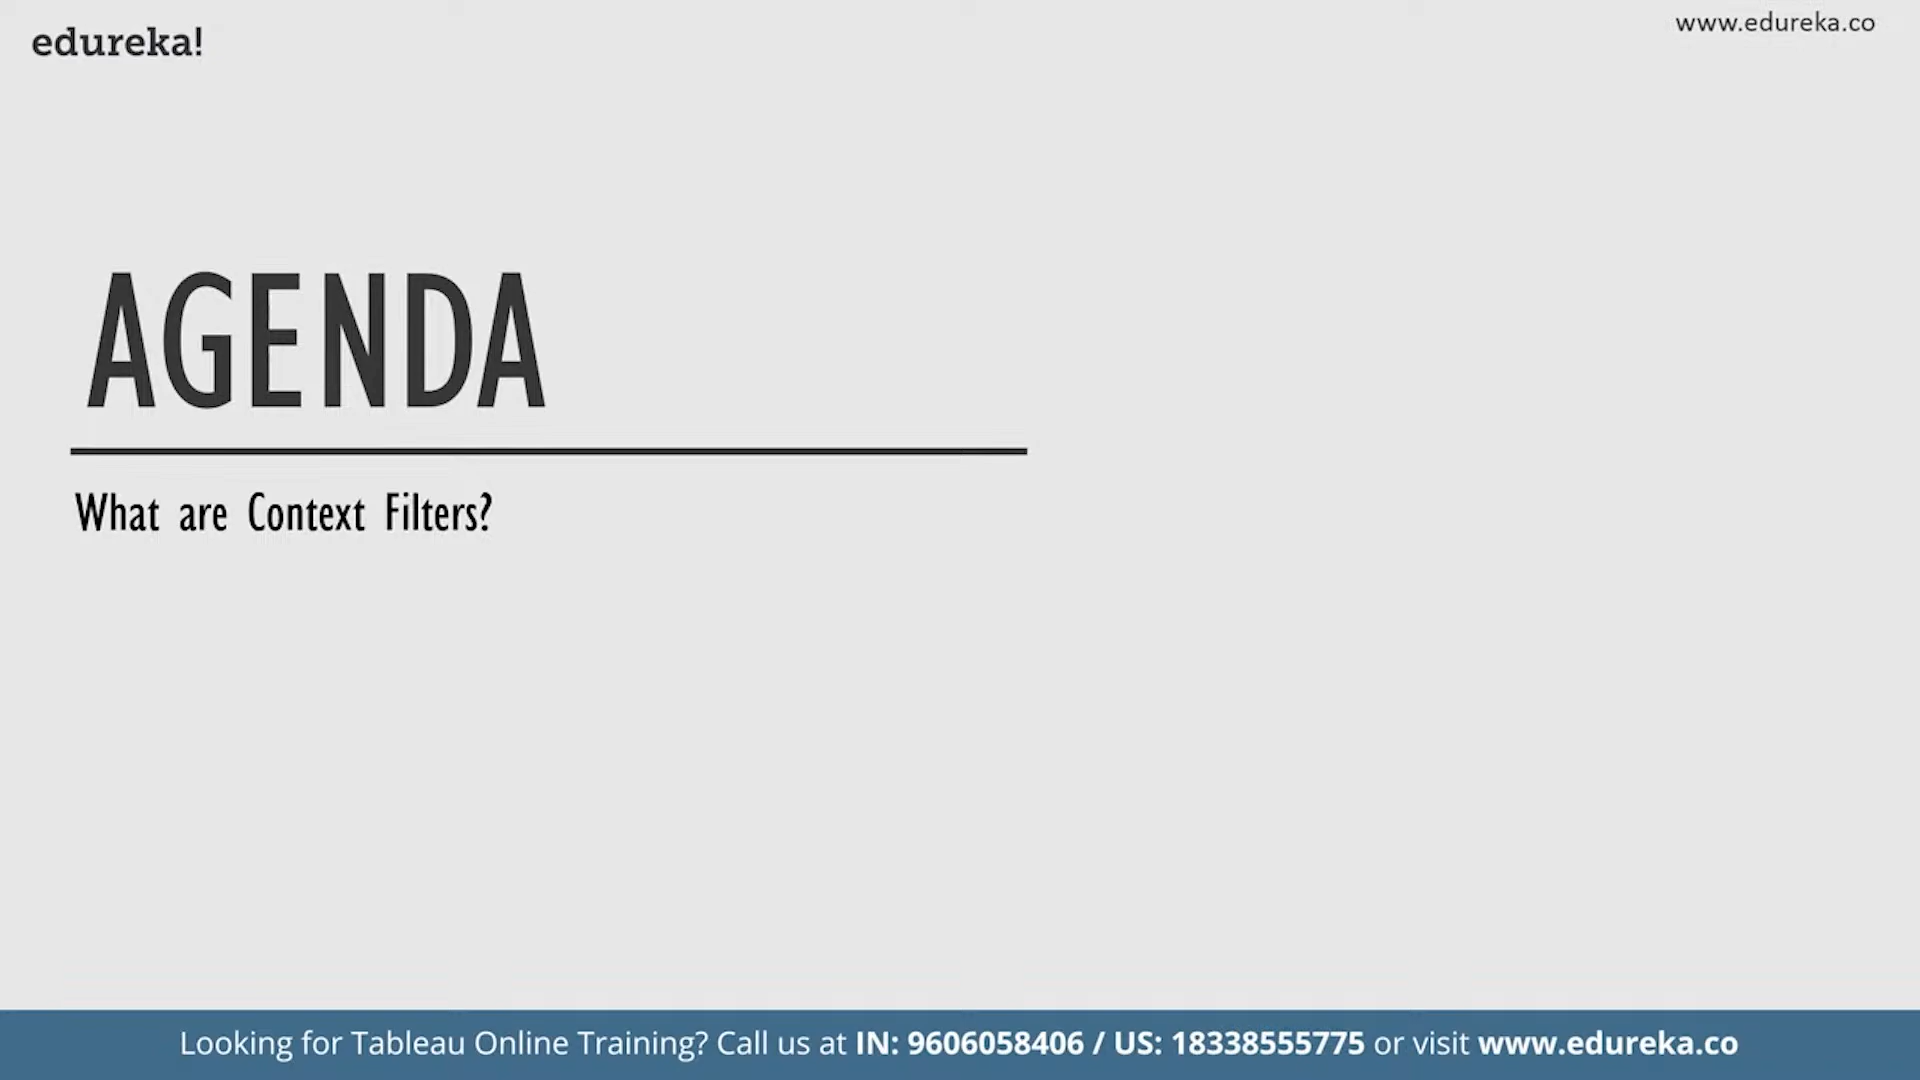 edureka!
www.edureka.co
AGENDA
What are Context Filters?
Looking for Tableau Online Training? Call us at IN: 9606058406 / US: 18338555775 or visit www.edureka.co